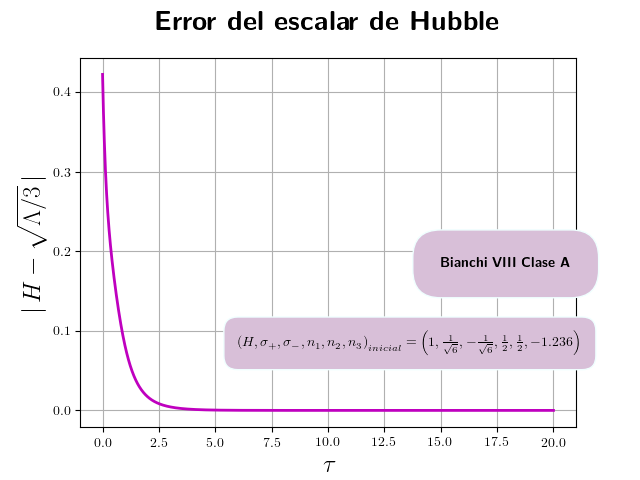 Error del escalar de Hubble
| H − √Λ/3 |
0.4
0.3
0.2
0.1
0.0
Bianchi VIII Clase A
(H, σ₊, σ₋, n₁, n₂, n₃)ᵢₙᵢcᵢₐₗ = (1, 1/√6, −1/√6, 1/2, 1/2, −1.236)
0.0 2.5 5.0 7.5 10.0 12.5 15.0 17.5 20.0
τ